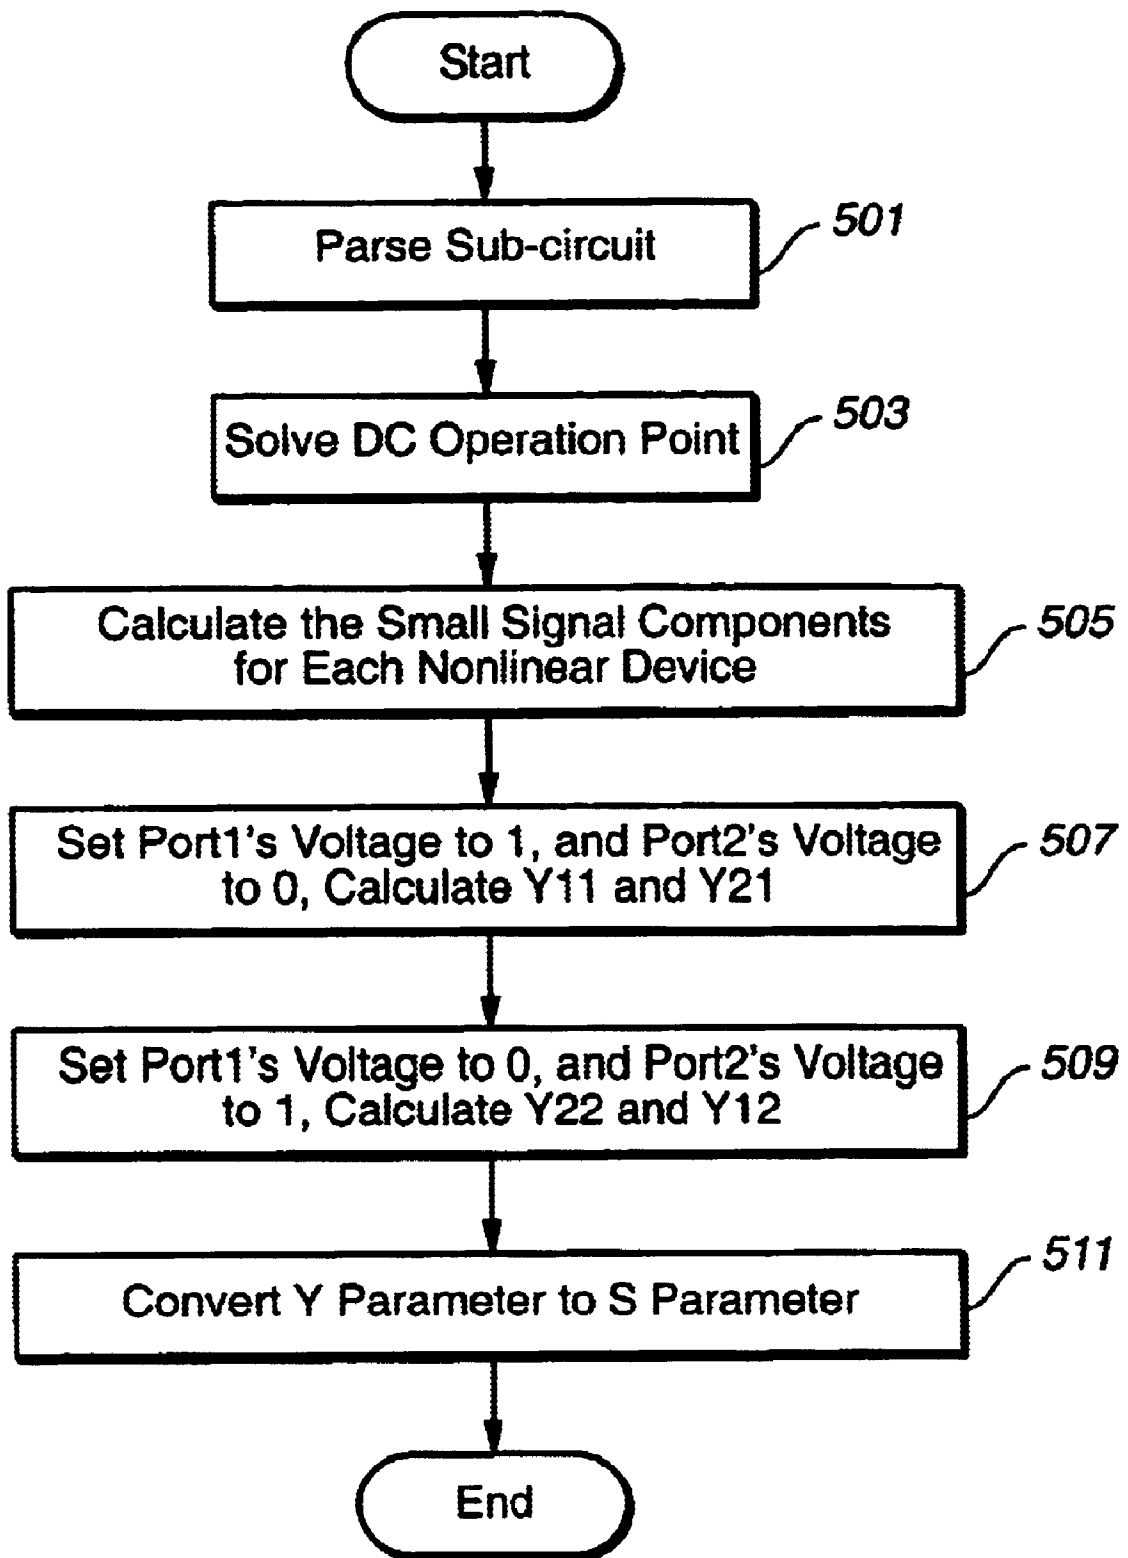 Start
Parse Sub-circuit
501
Solve DC Operation Point
503
Calculate the Small Signal Components
for Each Nonlinear Device
505
Set Port1's Voltage to 1, and Port2's Voltage
to 0, Calculate Y11 and Y21
507
Set Port1's Voltage to 0, and Port2's Voltage
to 1, Calculate Y22 and Y12
509
Convert Y Parameter to S Parameter
511
End